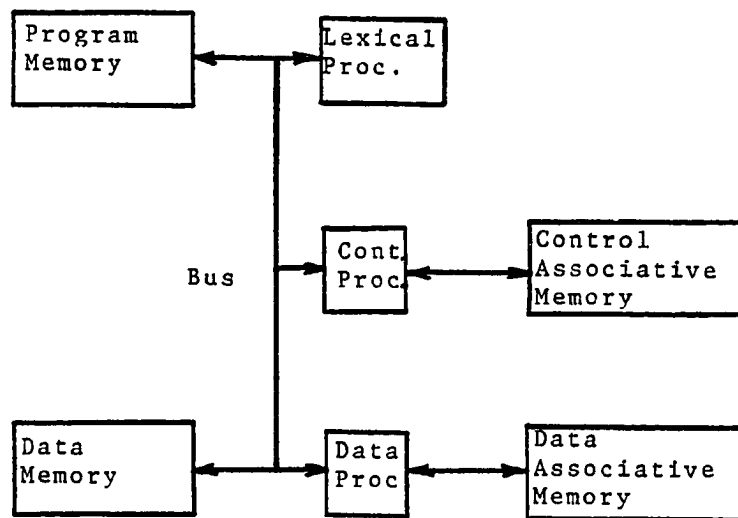 Program
Memory
Lexical
Proc.
Bus
Cont.
Proc.
Control
Associative
Memory
Data
Memory
Data
Proc
Data
Associative
Memory